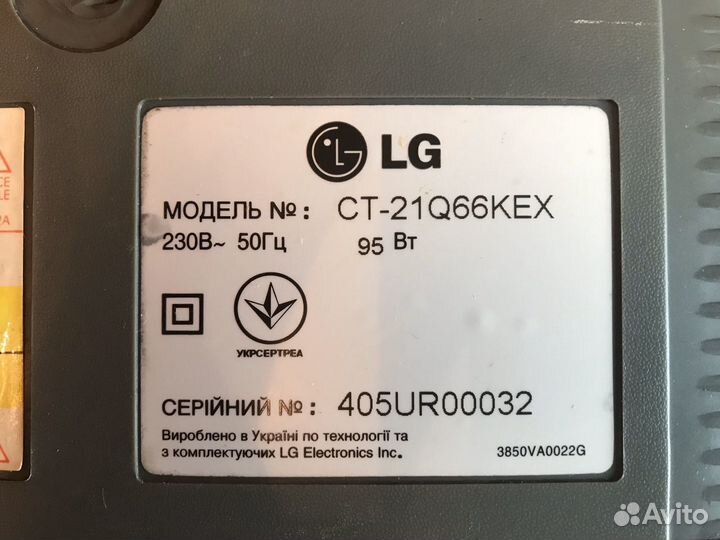 LG
МОДЕЛЬ №: CT-21Q66KEX
230В~ 50Гц 95 Вт
УКРСЕРТРЕА
СЕРІЙНИЙ №: 405UR00032
Вироблено в Україні по технології та
з комплектуючих LG Electronics Inc.
3850VA0022G
Avito